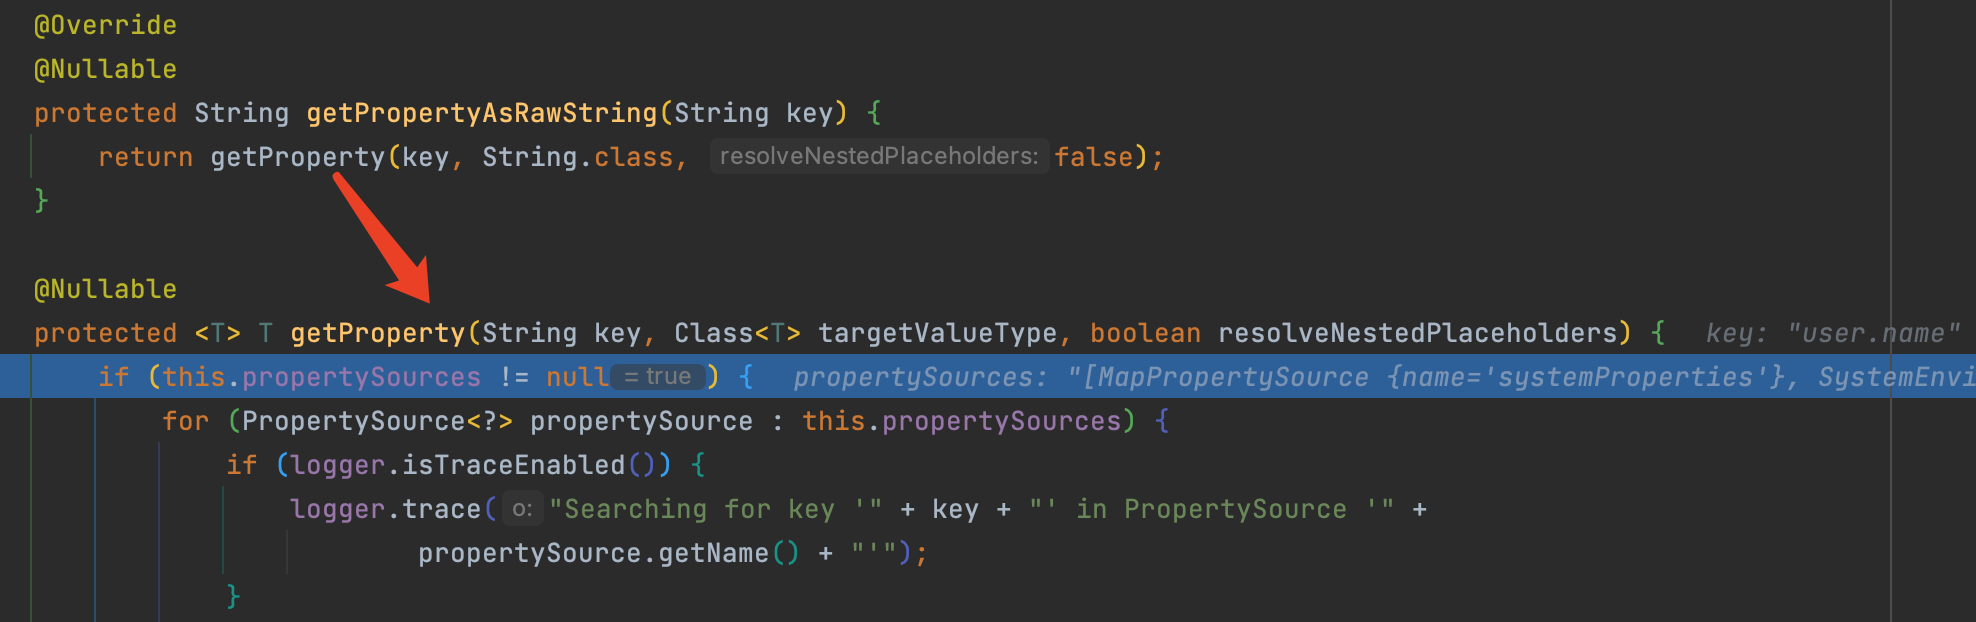 @Override
@Nullable
protected String getPropertyAsRawString(String key) {
return getProperty(key, String.class, resolveNestedPlaceholders: false);
}
@Nullable
protected <T> T getProperty(String key, Class<T> targetValueType, boolean resolveNestedPlaceholders) { key: "user.name"
if (this.propertySources != null = true ) { propertySources: "[MapPropertySource {name='systemProperties'}, SystemEnvi
for (PropertySource<?> propertySource : this.propertySources) {
if (logger.isTraceEnabled()) {
logger.trace( o: "Searching for key '" + key + "' in PropertySource '" +
propertySource.getName() + "'");
}